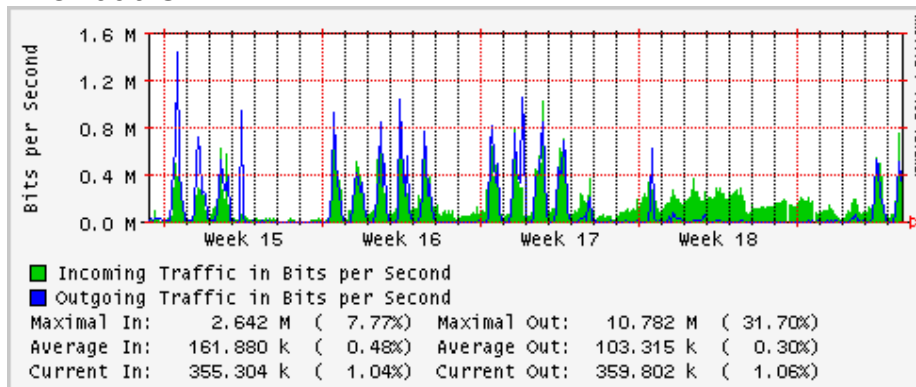 1.6 M
1.2 M
0.8 M
0.4 M
0.0 M
Bits per Second
Week 15 Week 16 Week 17 Week 18
Incoming Traffic in Bits per Second
Outgoing Traffic in Bits per Second
Maximal In: 2.642 M ( 7.77%) Maximal Out: 10.782 M ( 31.70%)
Average In: 161.880 k ( 0.48%) Average Out: 103.315 k ( 0.30%)
Current In: 355.304 k ( 1.04%) Current Out: 359.802 k ( 1.06%)